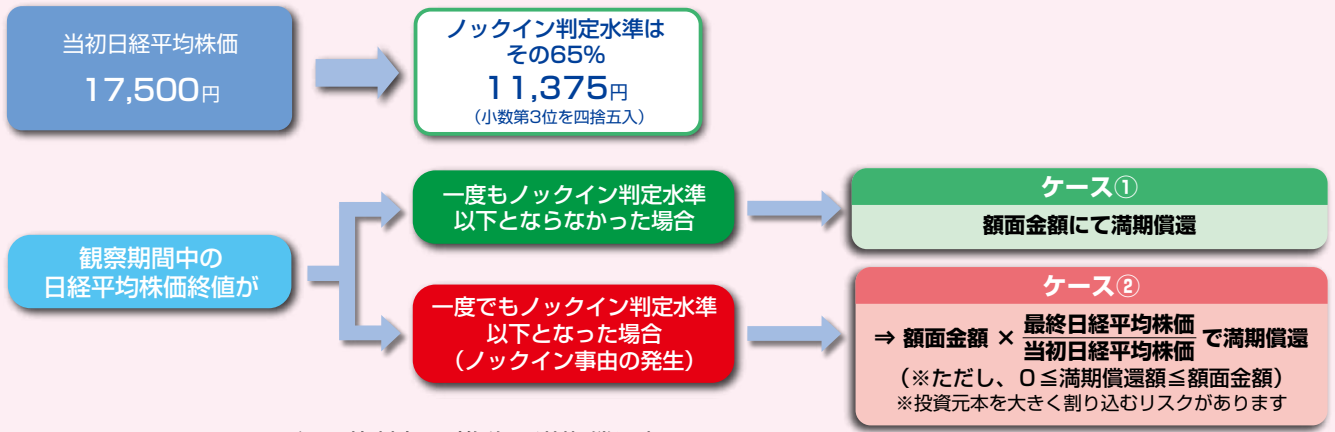 当初日経平均株価
17,500円
ノックイン判定水準は
その65%
11,375円
（小数第3位を四捨五入）
観察期間中の
日経平均株価終値が
一度もノックイン判定水準
以下とならなかった場合
ケース①
額面金額にて満期償還
一度でもノックイン判定水準
以下となった場合
（ノックイン事由の発生）
ケース②
⇒ 額面金額 × 最終日経平均株価 で満期償還
当初日経平均株価
（※ただし、０≦満期償還額≦額面金額）
※投資元本を大きく割り込むリスクがあります